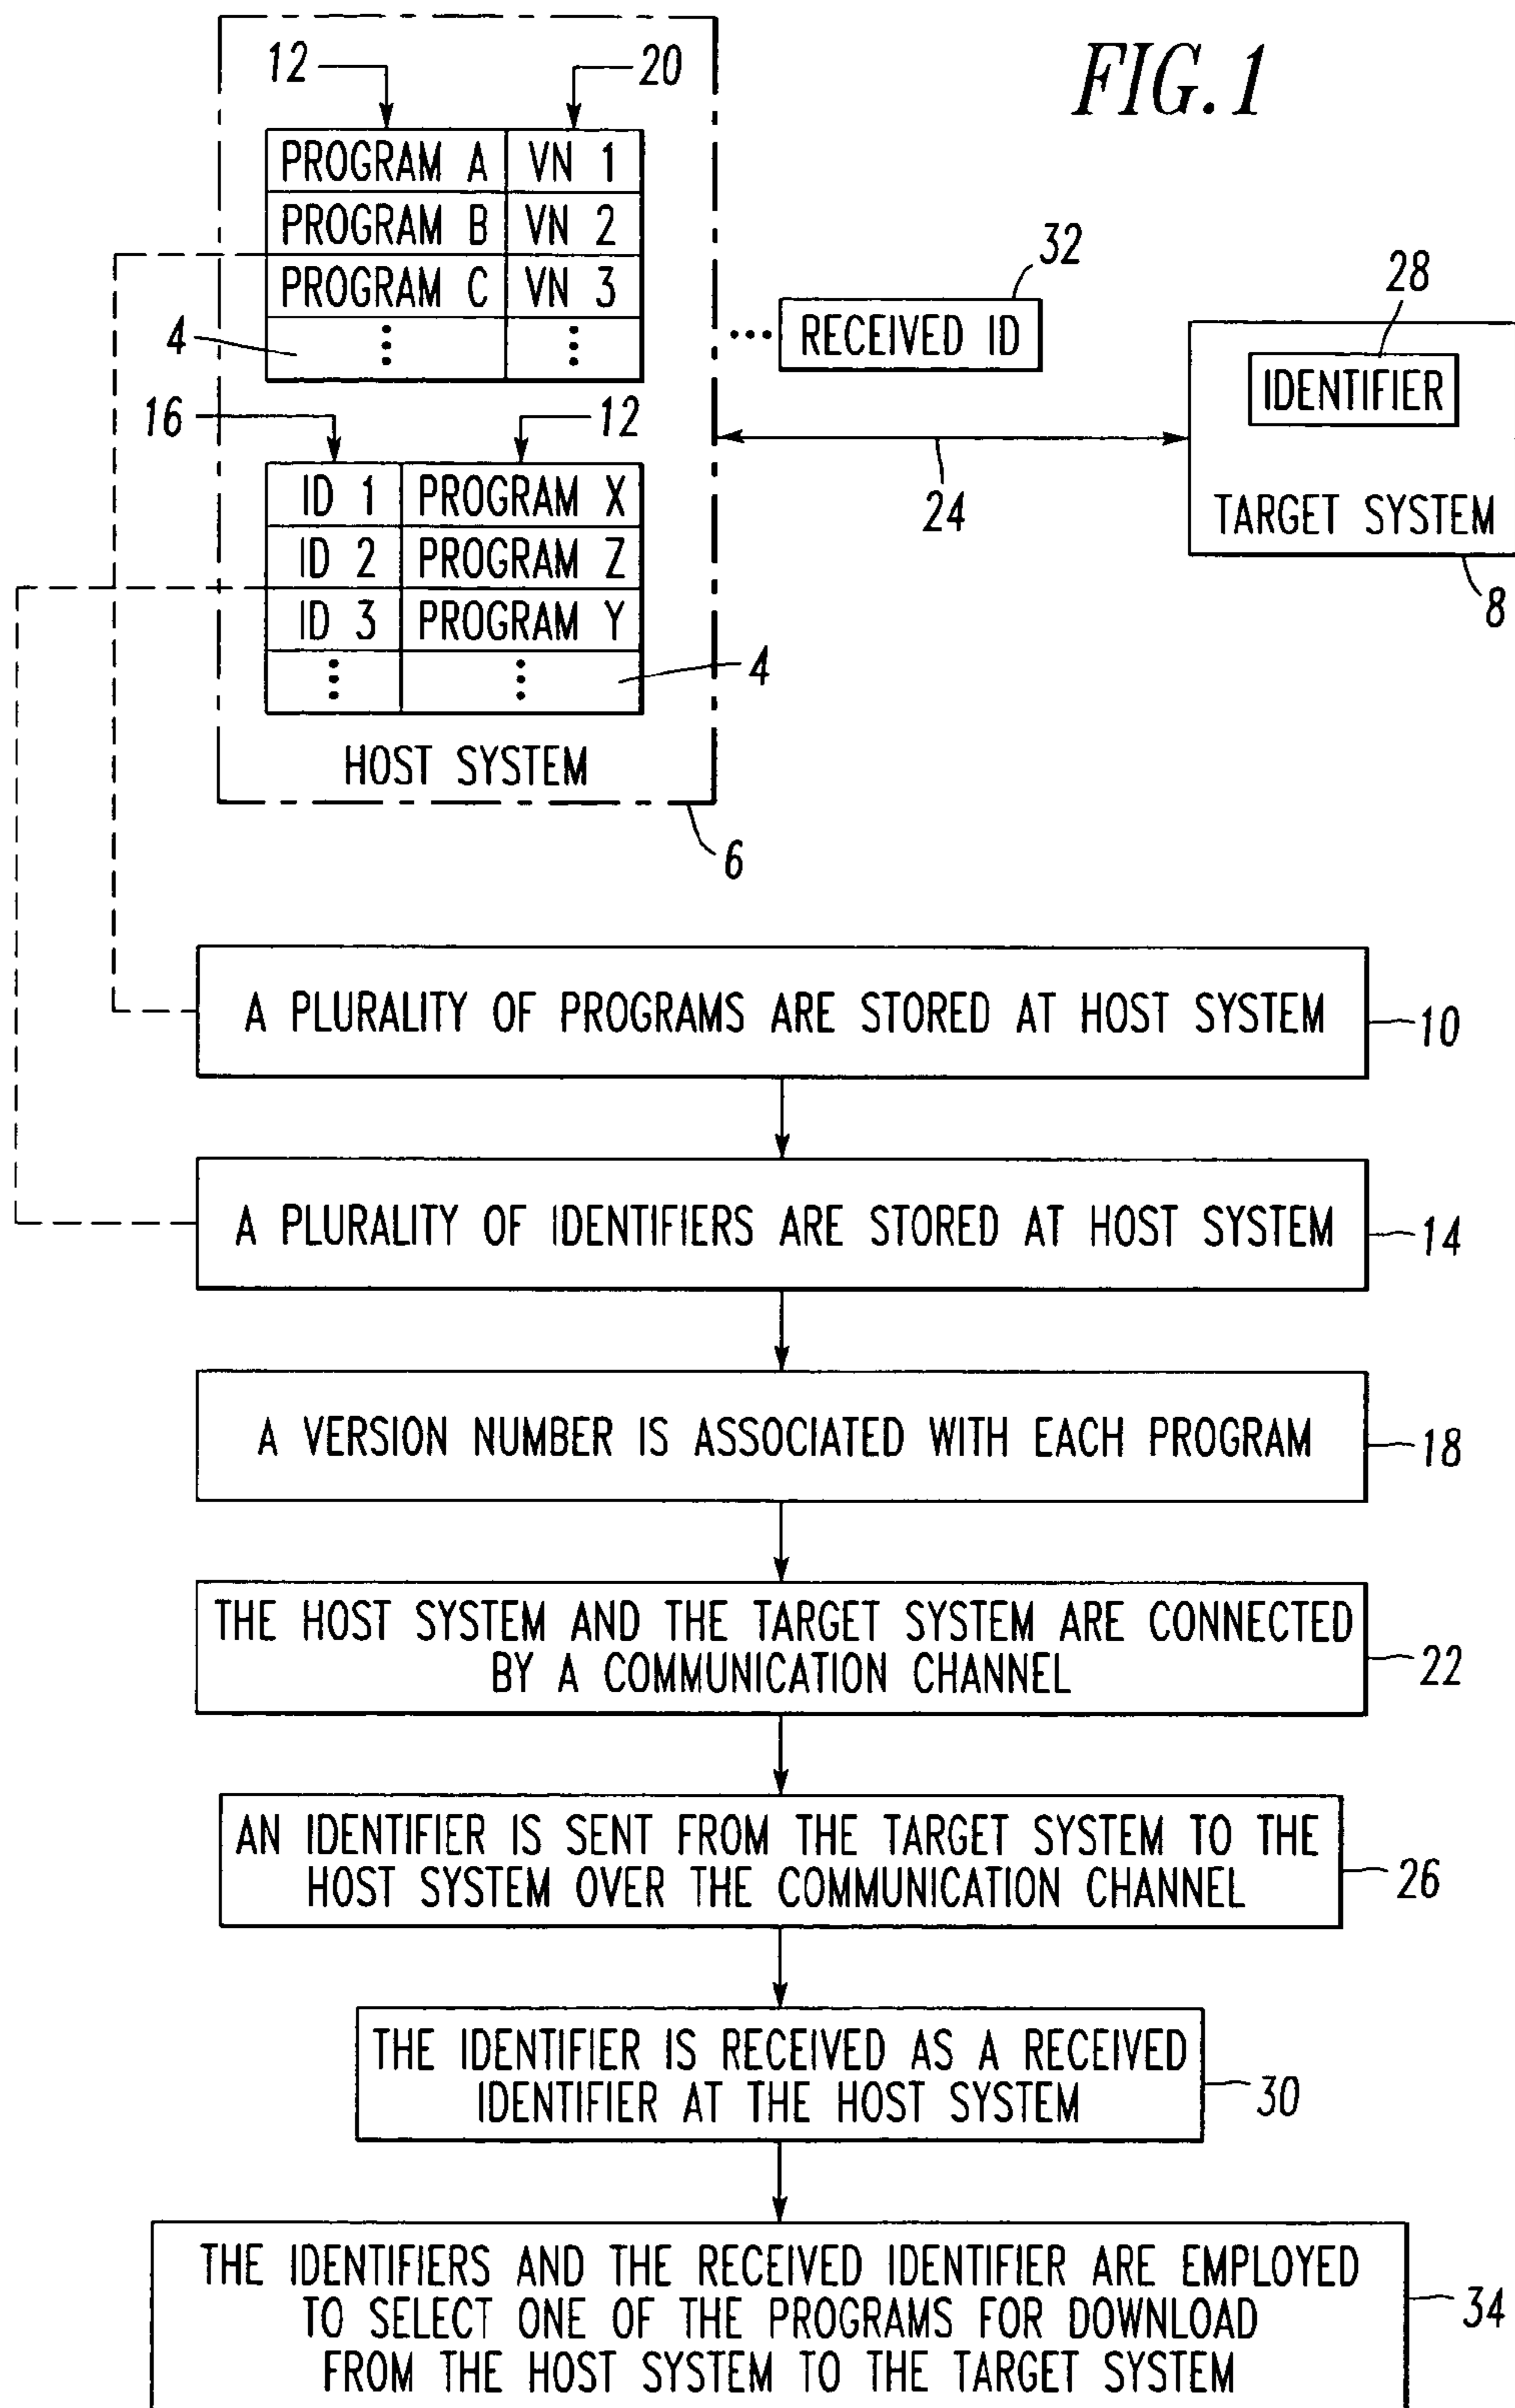 FIG. 1
12
20
PROGRAM A VN 1
PROGRAM B VN 2
PROGRAM C VN 3
4
32
RECEIVED ID
28
IDENTIFIER
TARGET SYSTEM
8
24
16
12
ID 1 PROGRAM X
ID 2 PROGRAM Z
ID 3 PROGRAM Y
4
HOST SYSTEM
6
A PLURALITY OF PROGRAMS ARE STORED AT HOST SYSTEM
10
A PLURALITY OF IDENTIFIERS ARE STORED AT HOST SYSTEM
14
A VERSION NUMBER IS ASSOCIATED WITH EACH PROGRAM
18
THE HOST SYSTEM AND THE TARGET SYSTEM ARE CONNECTED
BY A COMMUNICATION CHANNEL
22
AN IDENTIFIER IS SENT FROM THE TARGET SYSTEM TO THE
HOST SYSTEM OVER THE COMMUNICATION CHANNEL
26
THE IDENTIFIER IS RECEIVED AS A RECEIVED
IDENTIFIER AT THE HOST SYSTEM
30
THE IDENTIFIERS AND THE RECEIVED IDENTIFIER ARE EMPLOYED
TO SELECT ONE OF THE PROGRAMS FOR DOWNLOAD
FROM THE HOST SYSTEM TO THE TARGET SYSTEM
34